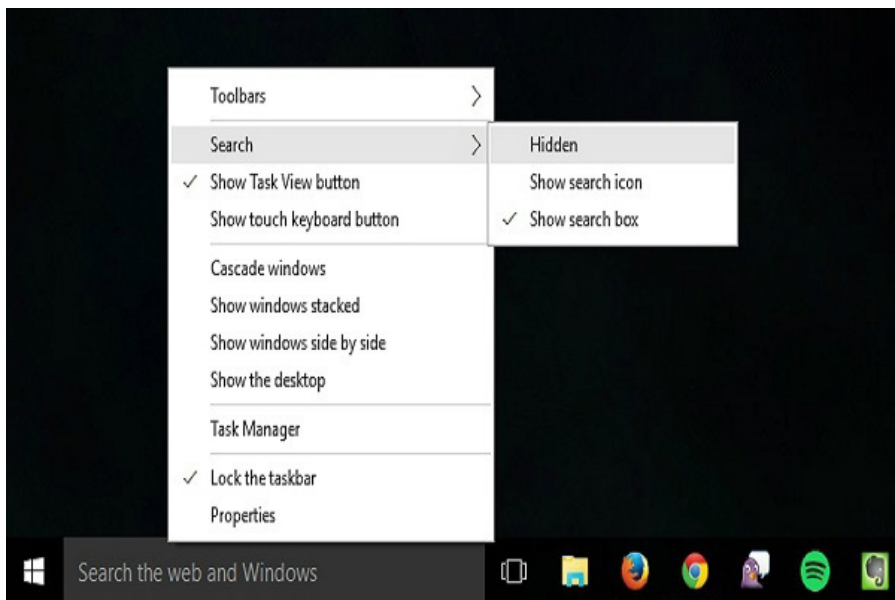 Toolbars
Search
Hidden
Show Task View button
Show search icon
Show touch keyboard button
Show search box
Cascade windows
Show windows stacked
Show windows side by side
Show the desktop
Task Manager
Lock the taskbar
Properties
Search the web and Windows